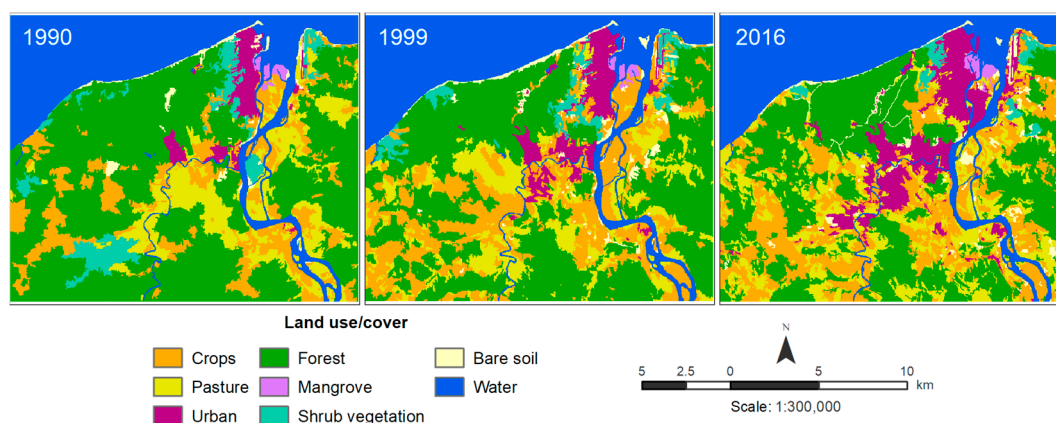 1990
1999
2016
Land use/cover
Crops
Forest
Bare soil
Pasture
Mangrove
Water
Urban
Shrub vegetation
N
5 2.5 0 5 10
km
Scale: 1:300,000